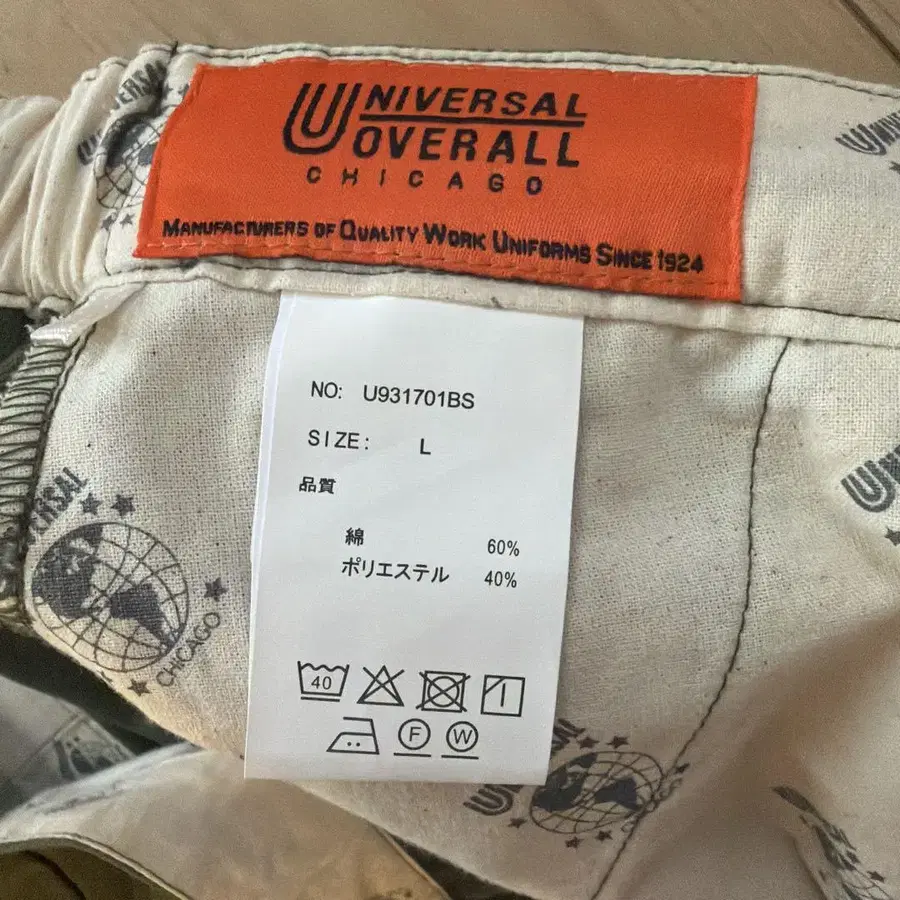 UNIVERSAL
OVERALL
CHICAGO
MANUFACTURERS OF QUALITY WORK UNIFORMS SINCE 1924
NO: U931701BS
SIZE: L
品質
綿 60%
ポリエステル 40%
40
F W
CHICAGO